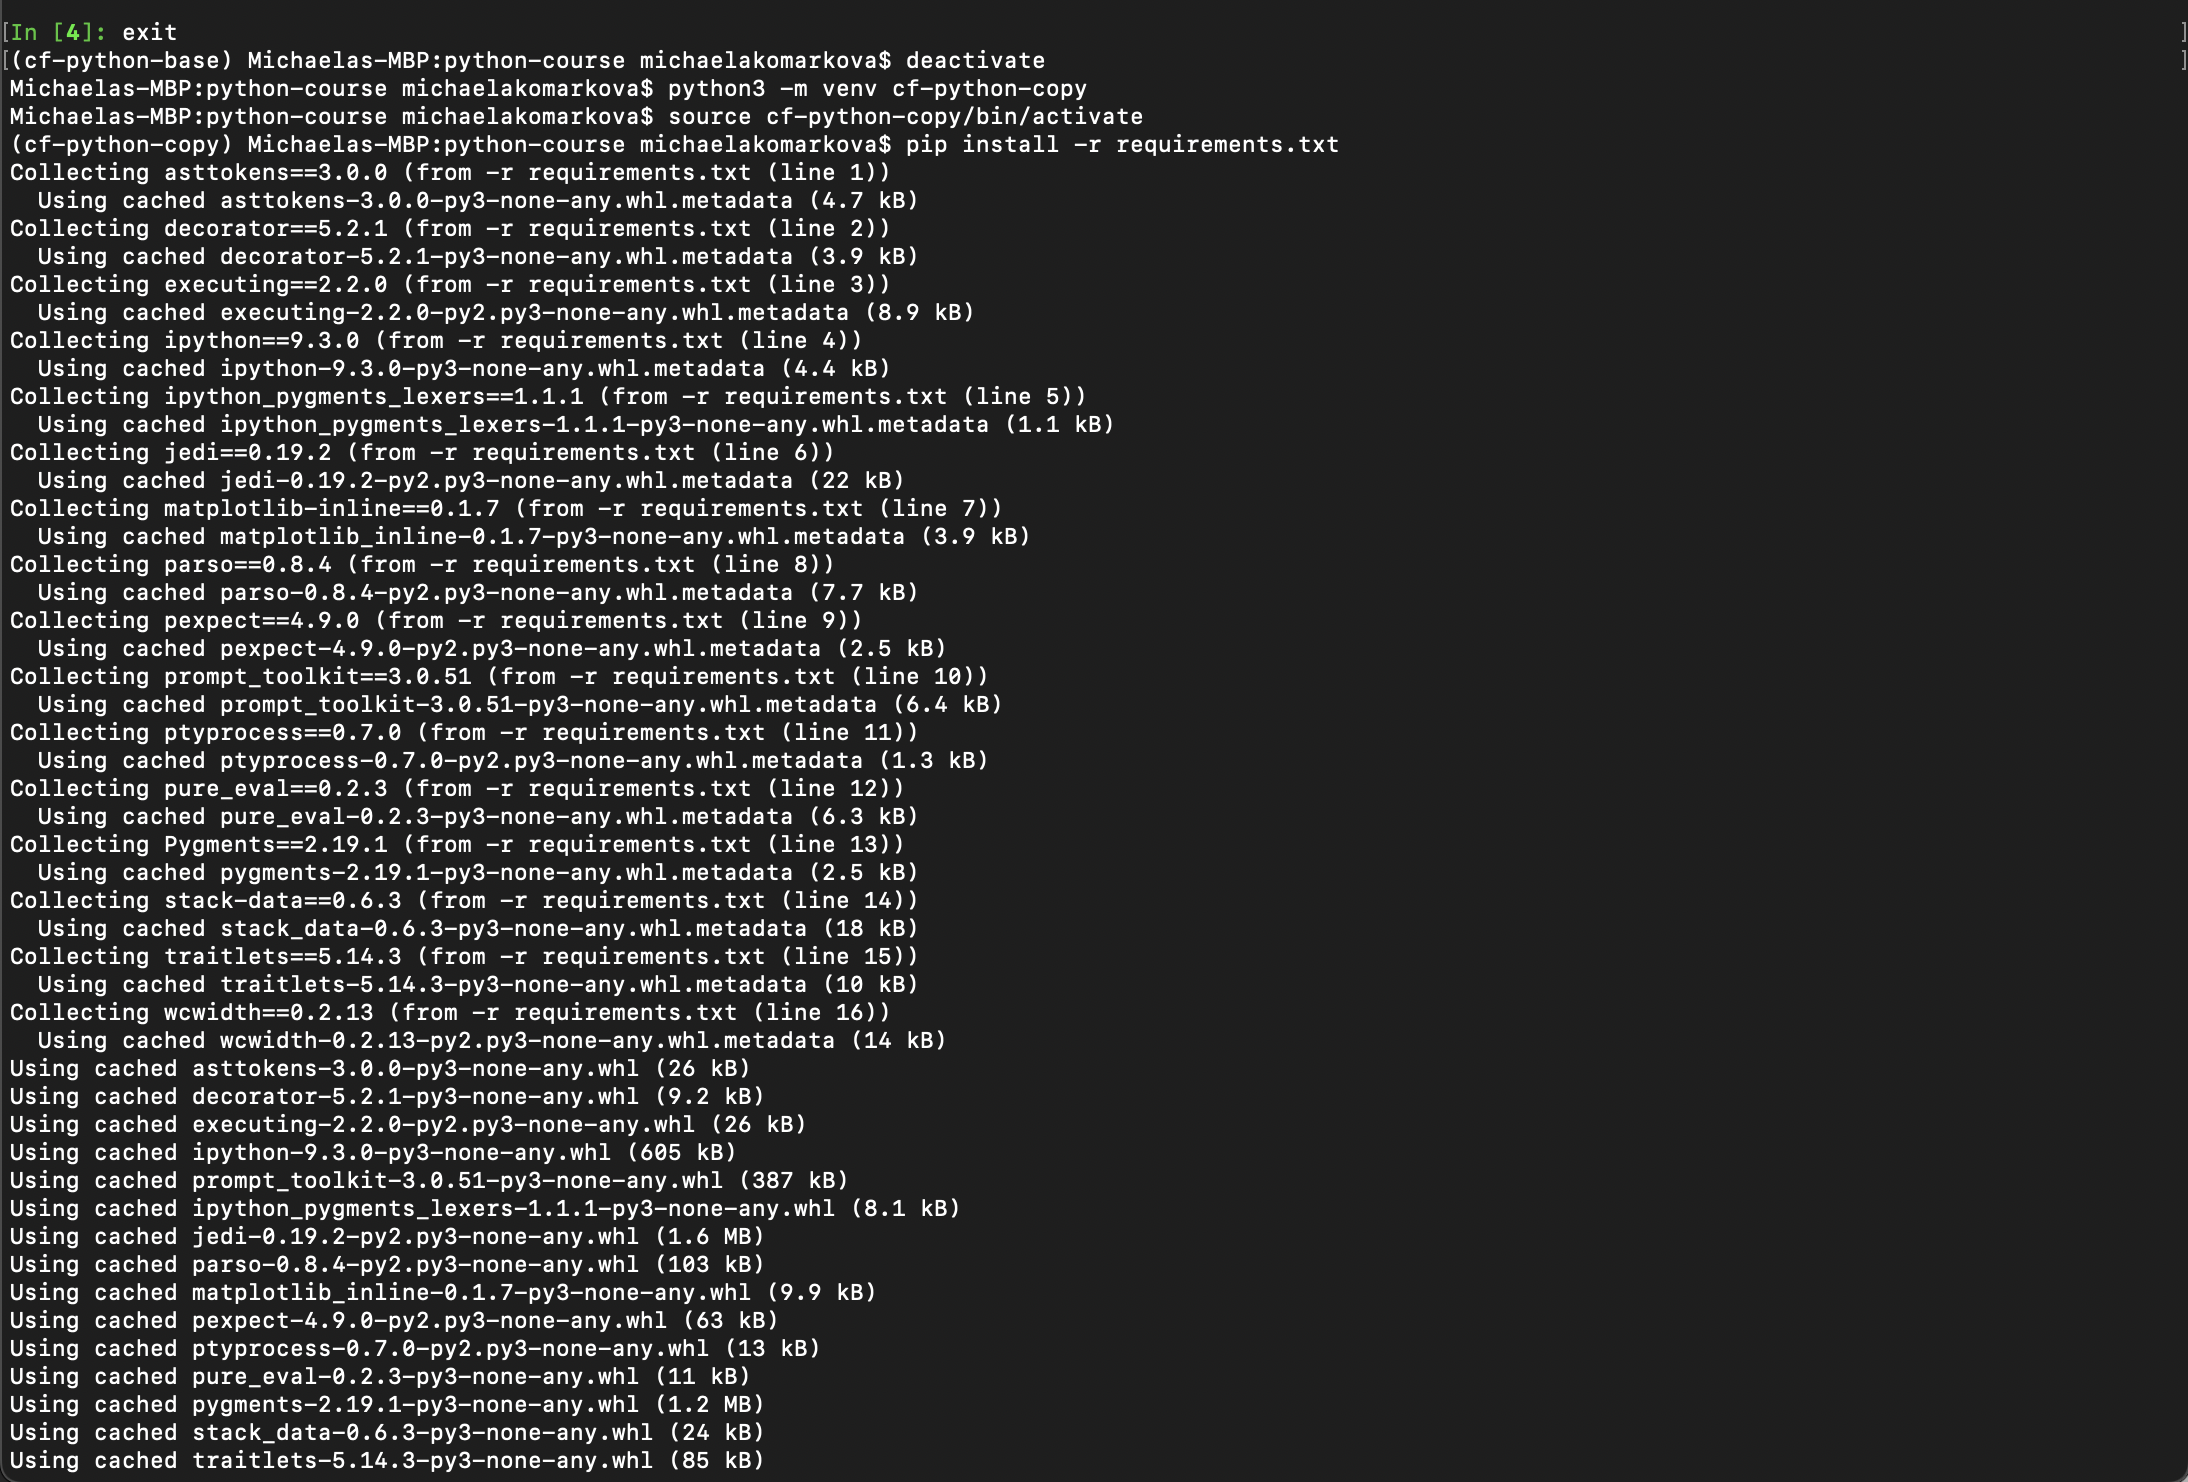 [In [4]: exit ]
[(cf-python-base) Michaelas-MBP:python-course michaelakomarkova$ deactivate ]
Michaelas-MBP:python-course michaelakomarkova$ python3 -m venv cf-python-copy
Michaelas-MBP:python-course michaelakomarkova$ source cf-python-copy/bin/activate
(cf-python-copy) Michaelas-MBP:python-course michaelakomarkova$ pip install -r requirements.txt
Collecting asttokens==3.0.0 (from -r requirements.txt (line 1))
  Using cached asttokens-3.0.0-py3-none-any.whl.metadata (4.7 kB)
Collecting decorator==5.2.1 (from -r requirements.txt (line 2))
  Using cached decorator-5.2.1-py3-none-any.whl.metadata (3.9 kB)
Collecting executing==2.2.0 (from -r requirements.txt (line 3))
  Using cached executing-2.2.0-py2.py3-none-any.whl.metadata (8.9 kB)
Collecting ipython==9.3.0 (from -r requirements.txt (line 4))
  Using cached ipython-9.3.0-py3-none-any.whl.metadata (4.4 kB)
Collecting ipython_pygments_lexers==1.1.1 (from -r requirements.txt (line 5))
  Using cached ipython_pygments_lexers-1.1.1-py3-none-any.whl.metadata (1.1 kB)
Collecting jedi==0.19.2 (from -r requirements.txt (line 6))
  Using cached jedi-0.19.2-py2.py3-none-any.whl.metadata (22 kB)
Collecting matplotlib-inline==0.1.7 (from -r requirements.txt (line 7))
  Using cached matplotlib_inline-0.1.7-py3-none-any.whl.metadata (3.9 kB)
Collecting parso==0.8.4 (from -r requirements.txt (line 8))
  Using cached parso-0.8.4-py2.py3-none-any.whl.metadata (7.7 kB)
Collecting pexpect==4.9.0 (from -r requirements.txt (line 9))
  Using cached pexpect-4.9.0-py2.py3-none-any.whl.metadata (2.5 kB)
Collecting prompt_toolkit==3.0.51 (from -r requirements.txt (line 10))
  Using cached prompt_toolkit-3.0.51-py3-none-any.whl.metadata (6.4 kB)
Collecting ptyprocess==0.7.0 (from -r requirements.txt (line 11))
  Using cached ptyprocess-0.7.0-py2.py3-none-any.whl.metadata (1.3 kB)
Collecting pure_eval==0.2.3 (from -r requirements.txt (line 12))
  Using cached pure_eval-0.2.3-py3-none-any.whl.metadata (6.3 kB)
Collecting Pygments==2.19.1 (from -r requirements.txt (line 13))
  Using cached pygments-2.19.1-py3-none-any.whl.metadata (2.5 kB)
Collecting stack-data==0.6.3 (from -r requirements.txt (line 14))
  Using cached stack_data-0.6.3-py3-none-any.whl.metadata (18 kB)
Collecting traitlets==5.14.3 (from -r requirements.txt (line 15))
  Using cached traitlets-5.14.3-py3-none-any.whl.metadata (10 kB)
Collecting wcwidth==0.2.13 (from -r requirements.txt (line 16))
  Using cached wcwidth-0.2.13-py2.py3-none-any.whl.metadata (14 kB)
Using cached asttokens-3.0.0-py3-none-any.whl (26 kB)
Using cached decorator-5.2.1-py3-none-any.whl (9.2 kB)
Using cached executing-2.2.0-py2.py3-none-any.whl (26 kB)
Using cached ipython-9.3.0-py3-none-any.whl (605 kB)
Using cached prompt_toolkit-3.0.51-py3-none-any.whl (387 kB)
Using cached ipython_pygments_lexers-1.1.1-py3-none-any.whl (8.1 kB)
Using cached jedi-0.19.2-py2.py3-none-any.whl (1.6 MB)
Using cached parso-0.8.4-py2.py3-none-any.whl (103 kB)
Using cached matplotlib_inline-0.1.7-py3-none-any.whl (9.9 kB)
Using cached pexpect-4.9.0-py2.py3-none-any.whl (63 kB)
Using cached ptyprocess-0.7.0-py2.py3-none-any.whl (13 kB)
Using cached pure_eval-0.2.3-py3-none-any.whl (11 kB)
Using cached pygments-2.19.1-py3-none-any.whl (1.2 MB)
Using cached stack_data-0.6.3-py3-none-any.whl (24 kB)
Using cached traitlets-5.14.3-py3-none-any.whl (85 kB)